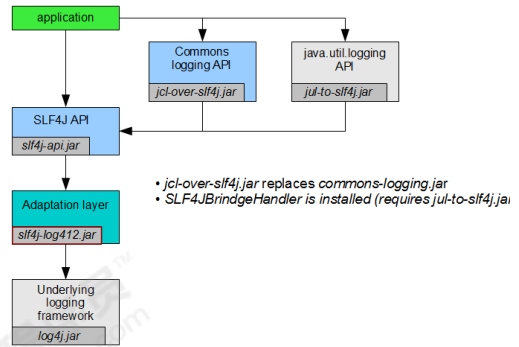 application
Commons
logging API
jcl-over-slf4j.jar
java.util.logging
API
jul-to-slf4j.jar
SLF4J API
slf4j-api.jar
• jcl-over-slf4j.jar replaces commons-logging.jar
• SLF4JBrindgeHandler is installed (requires jul-to-slf4j.jar
Adaptation layer
slf4j-log412.jar
Underlying
logging
framework
log4j.jar